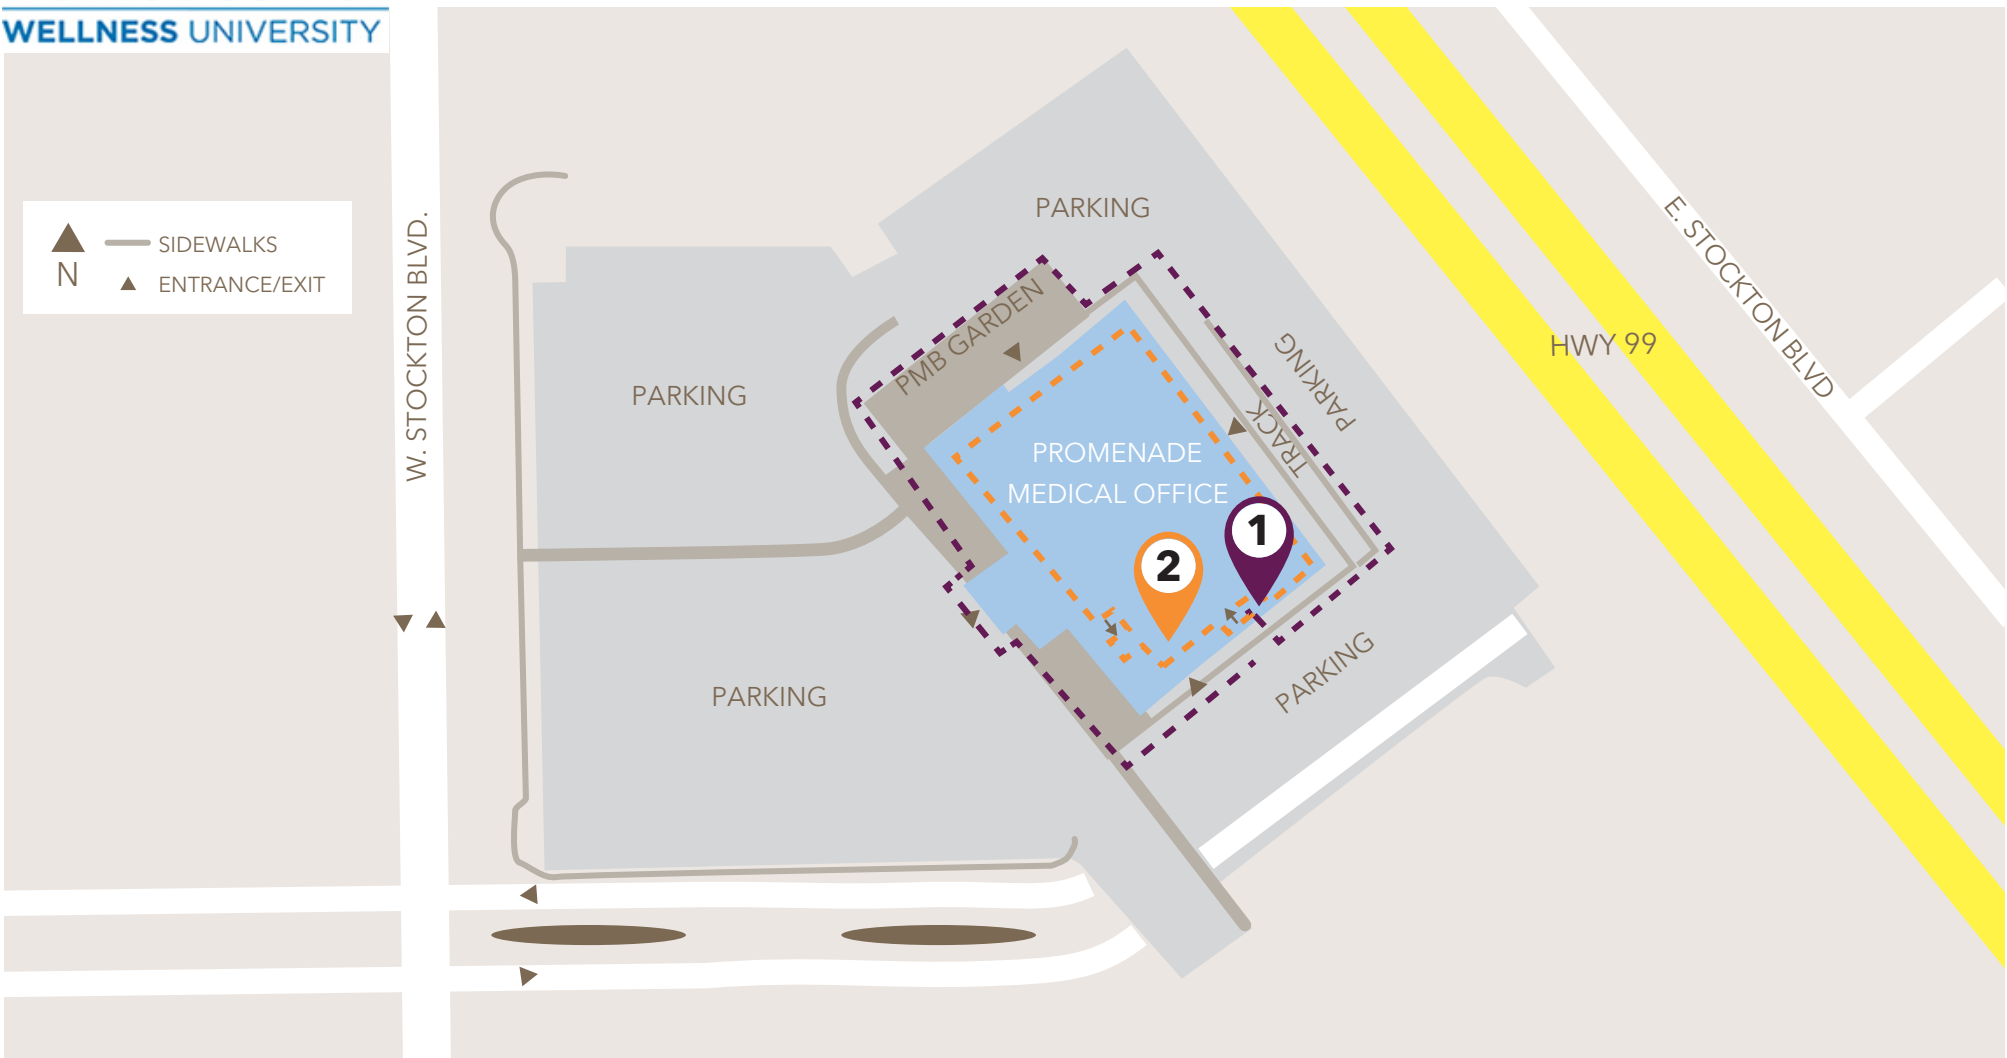 WELLNESS UNIVERSITY
N
SIDEWALKS
ENTRANCE/EXIT
W. STOCKTON BLVD.
PARKING
PARKING
PARKING
PARKING
PARKING
PMB GARDEN
TRACK
PROMENADE
MEDICAL OFFICE
1
2
HWY 99
E. STOCKTON BLVD